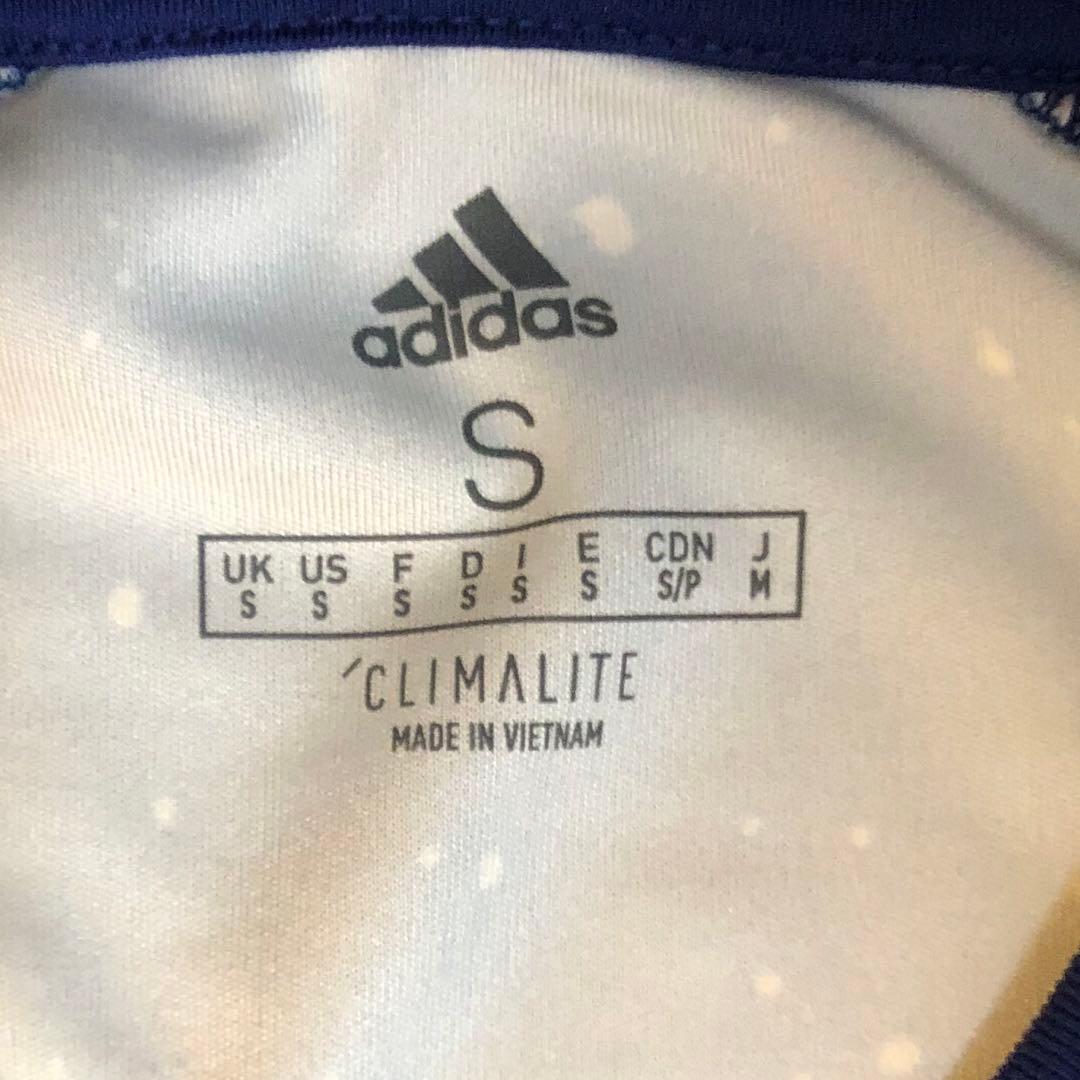 adidas
S
UK US F D I E CDN J
S S S S S S S/P M
CLIMALITE
MADE IN VIETNAM